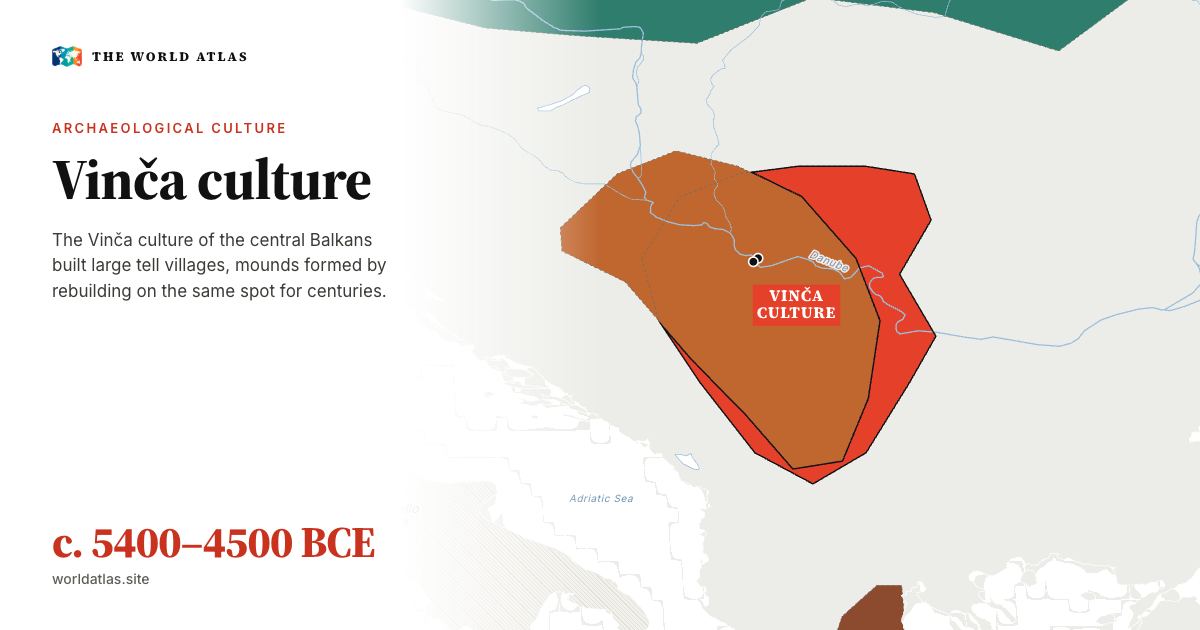 THE WORLD ATLAS
ARCHAEOLOGICAL CULTURE
Vinča culture
The Vinča culture of the central Balkans
built large tell villages, mounds formed by
rebuilding on the same spot for centuries.
c. 5400–4500 BCE
worldatlas.site
Danube
VINČA
CULTURE
Adriatic Sea